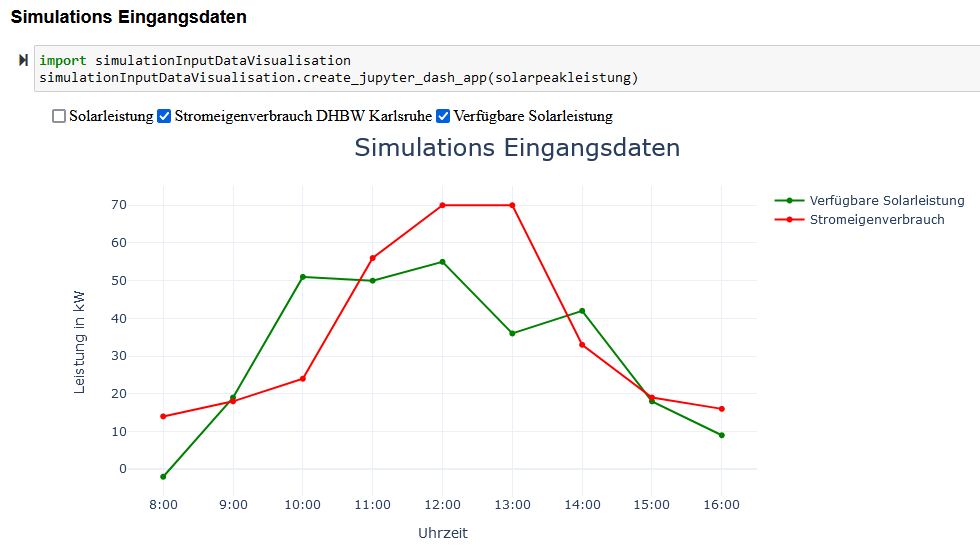 Simulations Eingangsdaten
import simulationInputDataVisualisation
simulationInputDataVisualisation.create_jupyter_dash_app(solarpeakleistung)
Solarleistung Stromeigenverbrauch DHBW Karlsruhe Verfügbare Solarleistung
Simulations Eingangsdaten
Verfügbare Solarleistung
Stromeigenverbrauch
70
60
50
40
30
20
10
0
Leistung in kW
8:00 9:00 10:00 11:00 12:00 13:00 14:00 15:00 16:00
Uhrzeit